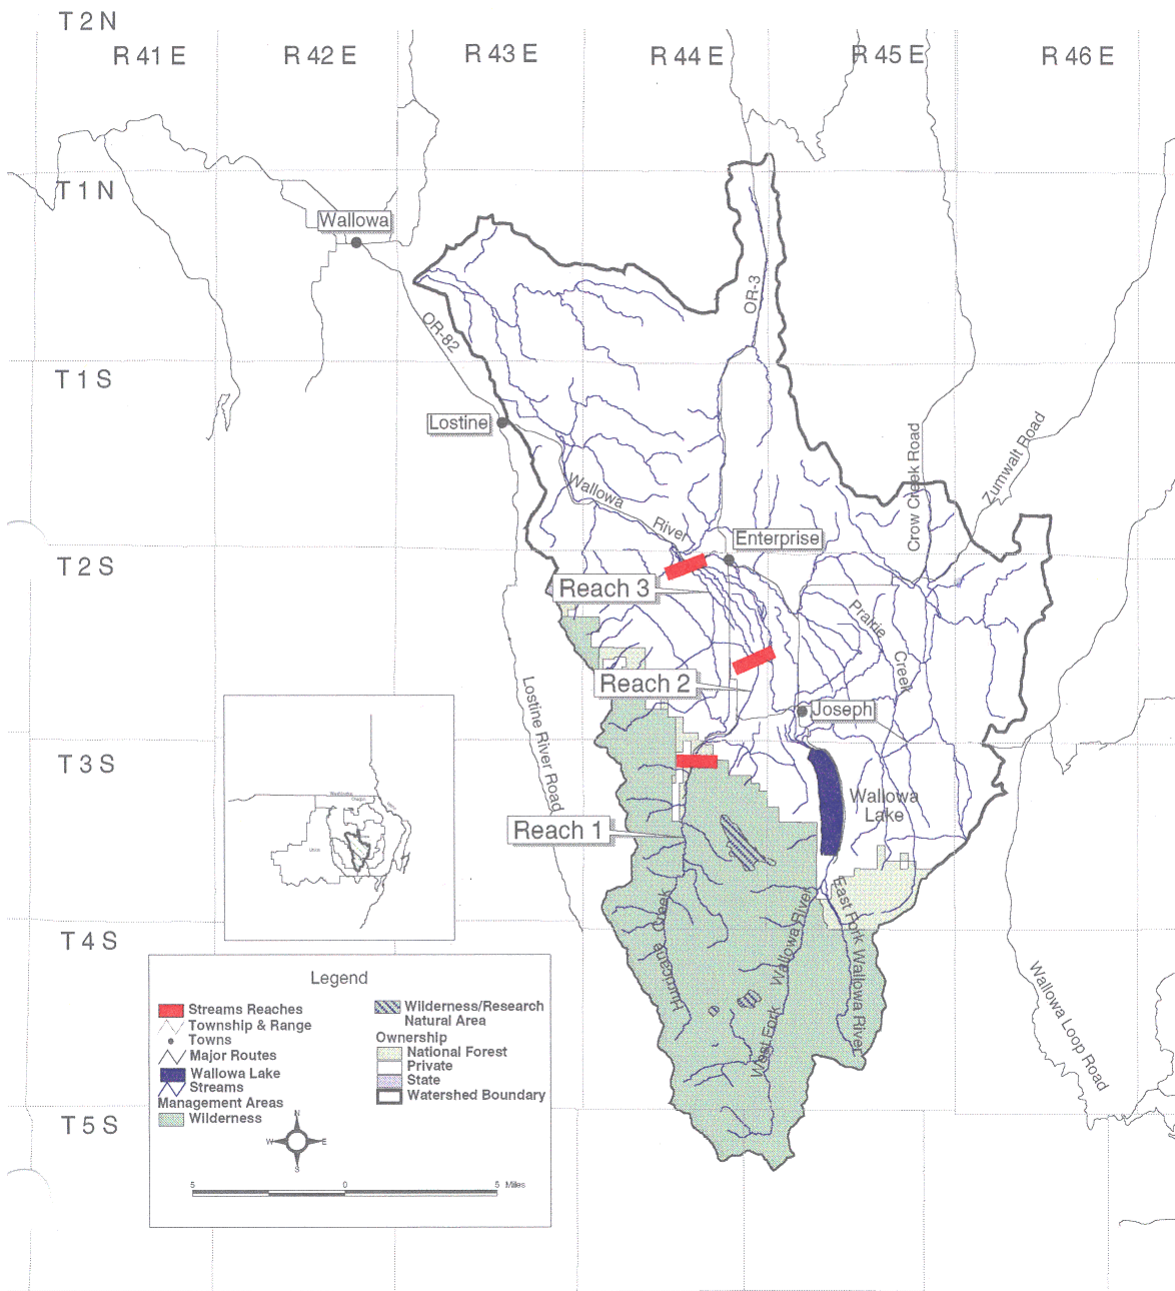 T 2 N
R 41 E
R 42 E
R 43 E
R 44 E
R 45 E
R 46 E
T 1 N
Wallowa
OR-3
OR-82
T 1 S
Lostine
Crow Creek Road
Zumwalt Road
Wallowa
River
Enterprise
T 2 S
Reach 3
Prairie
Creek
Reach 2
Lostine River Road
Joseph
T 3 S
Wallowa
Lake
Reach 1
Hurricane Creek
West Fork Wallowa River
East Fork Wallowa River
T 4 S
Wallowa Loop Road
T 5 S
Legend
Streams Reaches
Township & Range
Towns
Major Routes
Wallowa Lake
Streams
Management Areas
Wilderness
Wilderness/Research
Natural Area
Ownership
National Forest
Private
State
Watershed Boundary
N
W
E
S
5
0
5 Miles